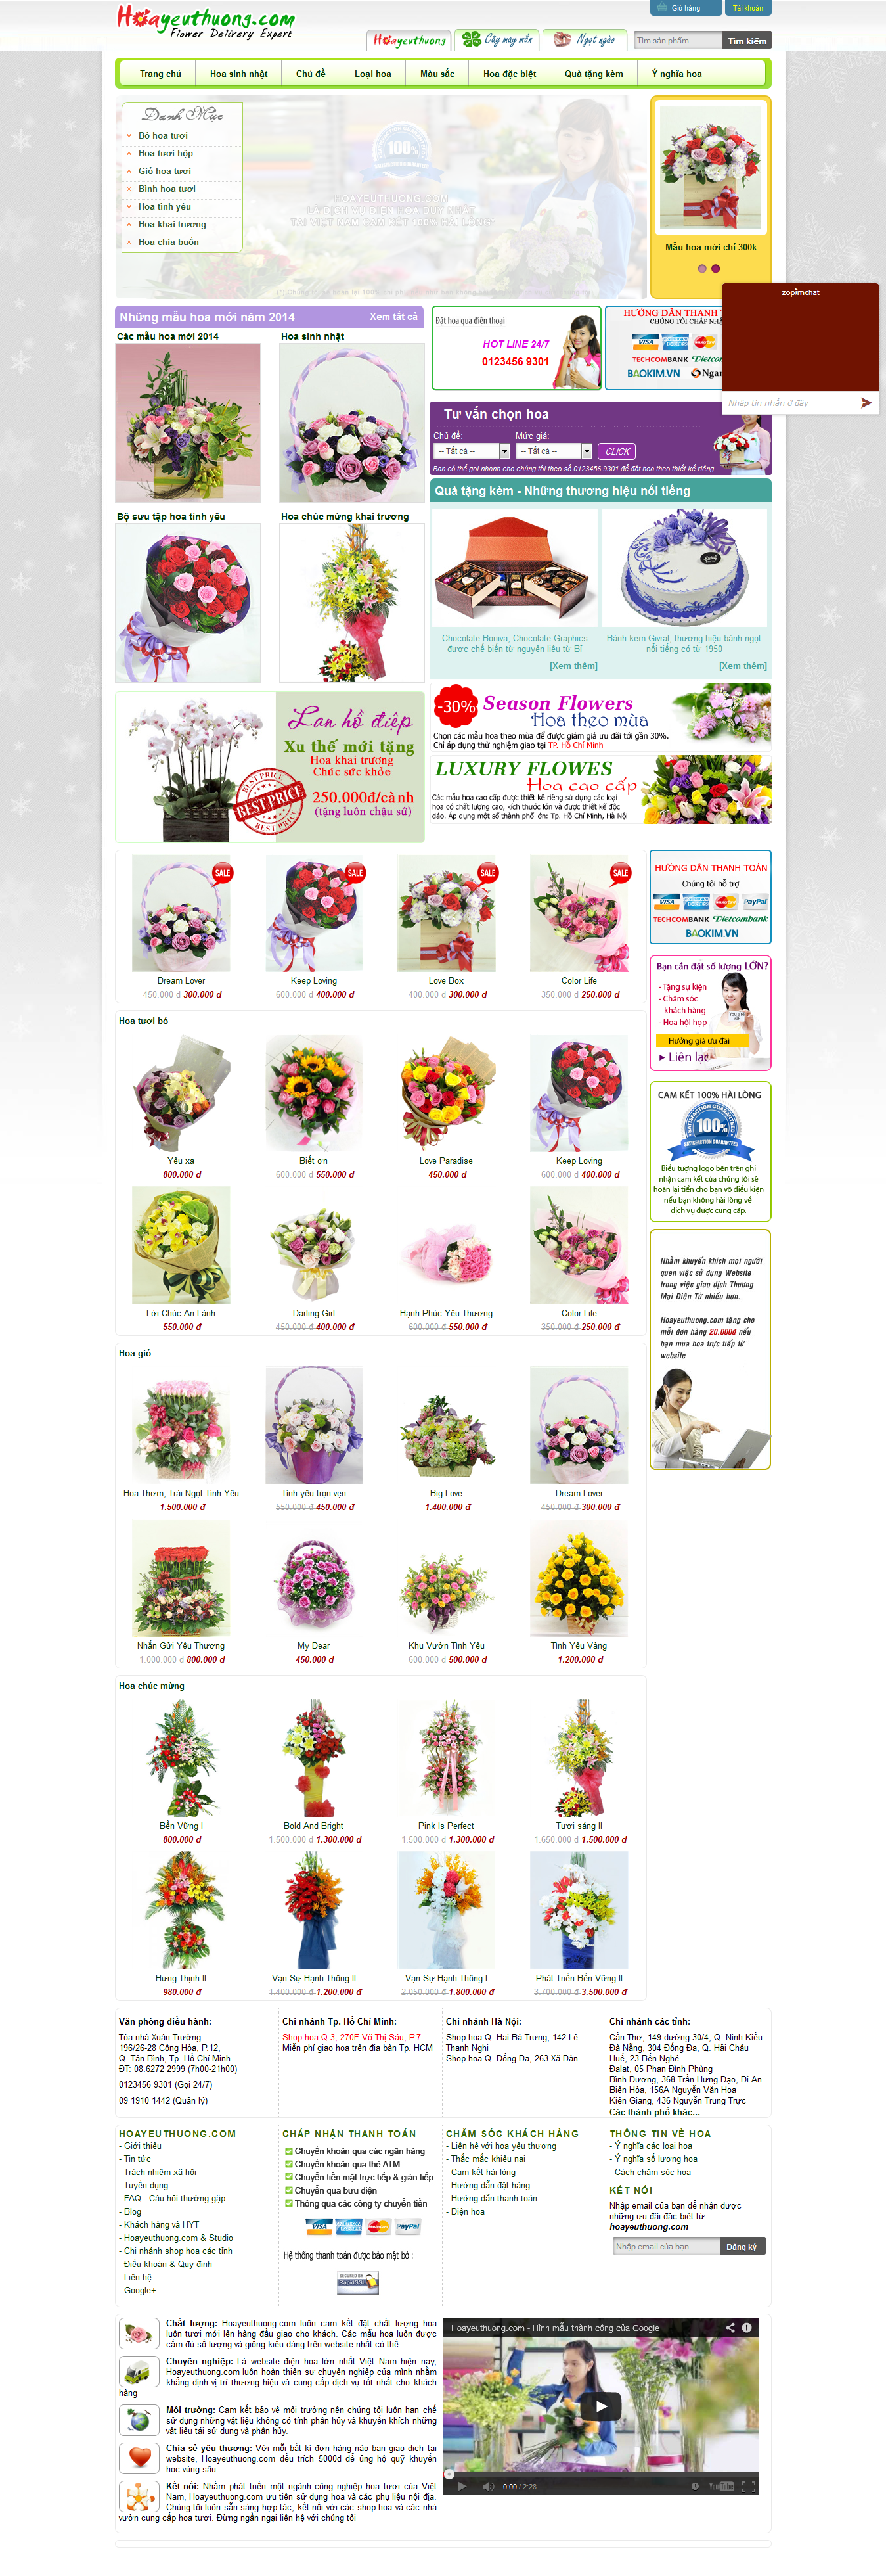 Hoayeuthuong.com
Flower Delivery Expert
Giỏ hàng
Tài khoản
Hoayeuthuong
Cây may mắn
Ngọt ngào
Tìm sản phẩm
Tìm kiếm
Trang chủ
Hoa sinh nhật
Chủ đề
Loại hoa
Màu sắc
Hoa đặc biệt
Quà tặng kèm
Ý nghĩa hoa
Danh Mục
Bó hoa tươi
Hoa tươi hộp
Giỏ hoa tươi
Bình hoa tươi
Hoa tình yêu
Hoa khai trương
Hoa chia buồn
100%
HOAYEUTHUONG.COM
LÀ DỊCH VỤ ĐIỆN HOA DUY NHẤT
TẠI VIỆT NAM CAM KẾT 100% HÀI LÒNG*
Mẫu hoa mới chỉ 300k
zopimchat
Nhập tin nhắn ở đây
Những mẫu hoa mới năm 2014
Xem tất cả
Các mẫu hoa mới 2014
Hoa sinh nhật
Bộ sưu tập hoa tình yêu
Hoa chúc mừng khai trương
Đặt hoa qua điện thoại
HOT LINE 24/7
0123456 9301
HƯỚNG DẪN THANH T
CHÚNG TÔI CHẤP NHẬ
VISA
TECHCOMBANK Vietcom
BẢOKIM.VN
Ngan
Tư vấn chọn hoa
Chủ đề:
Mức giá:
-- Tất cả --
-- Tất cả --
CLICK
Bạn có thể gọi nhanh cho chúng tôi theo số 0123456 9301 để đặt hoa theo thiết kế riêng
Quà tặng kèm - Những thương hiệu nổi tiếng
Chocolate Boniva, Chocolate Graphics
được chế biến từ nguyên liệu từ Bỉ
[Xem thêm]
Bánh kem Givral, thương hiệu bánh ngọt
nổi tiếng có từ 1950
[Xem thêm]
Lan hồ điệp
Xu thế mới tặng
Hoa khai trương
Chúc sức khỏe
BEST PRICE
250.000đ/cành
(tặng luôn chậu sứ)
-30%
Season Flowers
Hoa theo mùa
Chọn các mẫu hoa theo mùa để được giảm giá ưu đãi tới gần 30%.
Chỉ áp dụng thử nghiệm giao tại TP. Hồ Chí Minh
LUXURY FLOWES
Hoa cao cấp
Các mẫu hoa cao cấp được thiết kế riêng sử dụng các loại
hoa có chất lượng cao, kích thước lớn và được thiết kế độc
đáo. Áp dụng một số thành phố lớn: Tp. Hồ Chí Minh, Hà Nội
SALE
SALE
SALE
SALE
Dream Lover
450.000 đ 300.000 đ
Keep Loving
600.000 đ 400.000 đ
Love Box
400.000 đ 300.000 đ
Color Life
350.000 đ 250.000 đ
HƯỚNG DẪN THANH TOÁN
Chúng tôi hỗ trợ
VISA
MasterCard
PayPal
TECHCOMBANK Vietcombank
BẢOKIM.VN
Bạn cần đặt số lượng LỚN?
- Tặng sự kiện
- Chăm sóc
khách hàng
- Hoa hội họp
Hưởng giá ưu đãi
Liên lạc
CAM KẾT 100% HÀI LÒNG
SATISFACTION GUARANTEED
100%
SATISFACTION GUARANTEED
Biểu tượng logo bên trên ghi
nhận cam kết của chúng tôi sẽ
hoàn lại tiền cho bạn vô điều kiện
nếu bạn không hài lòng về
dịch vụ được cung cấp.
Nhằm khuyến khích mọi người
quen việc sử dụng Website
trong việc giao dịch Thương
Mại Điện Tử nhiều hơn.
Hoayeuthuong.com tặng cho
mỗi đơn hàng 20.000đ nếu
bạn mua hoa trực tiếp từ
website
Hoa tươi bó
Yêu xa
800.000 đ
Biết ơn
600.000 đ 550.000 đ
Love Paradise
450.000 đ
Keep Loving
600.000 đ 400.000 đ
Lời Chúc An Lành
550.000 đ
Darling Girl
450.000 đ 400.000 đ
Hạnh Phúc Yêu Thương
600.000 đ 550.000 đ
Color Life
350.000 đ 250.000 đ
Hoa giỏ
Hoa Thơm, Trái Ngọt Tình Yêu
1.500.000 đ
Tình yêu trọn vẹn
550.000 đ 450.000 đ
Big Love
1.400.000 đ
Dream Lover
450.000 đ 300.000 đ
Nhắn Gửi Yêu Thương
1.000.000 đ 800.000 đ
My Dear
450.000 đ
Khu Vườn Tình Yêu
600.000 đ 500.000 đ
Tình Yêu Vàng
1.200.000 đ
Hoa chúc mừng
Bền Vững I
800.000 đ
Bold And Bright
1.500.000 đ 1.300.000 đ
Pink Is Perfect
1.500.000 đ 1.300.000 đ
Tươi sáng II
1.650.000 đ 1.500.000 đ
Hưng Thịnh II
980.000 đ
Vạn Sự Hạnh Thông II
1.400.000 đ 1.200.000 đ
Vạn Sự Hạnh Thông I
2.050.000 đ 1.800.000 đ
Phát Triển Bền Vững II
3.700.000 đ 3.500.000 đ
Văn phòng điều hành:
Tòa nhà Xuân Trường
196/26-28 Cộng Hòa, P.12,
Q. Tân Bình, Tp. Hồ Chí Minh
ĐT: 08.6272 2999 (7h00-21h00)
0123456 9301 (Gọi 24/7)
09 1910 1442 (Quản lý)
Chi nhánh Tp. Hồ Chí Minh:
Shop hoa Q.3, 270F Võ Thị Sáu, P.7
Miễn phí giao hoa trên địa bàn Tp. HCM
Chi nhánh Hà Nội:
Shop hoa Q. Hai Bà Trưng, 142 Lê
Thanh Nghị
Shop hoa Q. Đống Đa, 263 Xã Đàn
Chi nhánh các tỉnh:
Cần Thơ, 149 đường 30/4, Q. Ninh Kiều
Đà Nẵng, 304 Đống Đa, Q. Hải Châu
Huế, 23 Bến Nghé
Đalạt, 05 Phan Đình Phùng
Bình Dương, 368 Trần Hưng Đạo, Dĩ An
Biên Hòa, 156A Nguyễn Văn Hoa
Kiên Giang, 436 Nguyễn Trung Trực
Các thành phố khác...
HOAYEUTHUONG.COM
- Giới thiệu
- Tin tức
- Trách nhiệm xã hội
- Tuyển dụng
- FAQ - Câu hỏi thường gặp
- Blog
- Khách hàng và HYT
- Hoayeuthuong.com & Studio
- Chi nhánh shop hoa các tỉnh
- Điều khoản & Quy định
- Liên hệ
- Google+
CHẤP NHẬN THANH TOÁN
Chuyển khoản qua các ngân hàng
Chuyển khoản qua thẻ ATM
Chuyển tiền mặt trực tiếp & gián tiếp
Chuyển qua bưu điện
Thông qua các công ty chuyển tiền
VISA
MasterCard
PayPal
Hệ thống thanh toán được bảo mật bởi:
SECURED BY
RapidSSL
CHĂM SÓC KHÁCH HÀNG
- Liên hệ với hoa yêu thương
- Thắc mắc khiếu nại
- Cam kết hài lòng
- Hướng dẫn đặt hàng
- Hướng dẫn thanh toán
- Điện hoa
THÔNG TIN VỀ HOA
- Ý nghĩa các loại hoa
- Ý nghĩa số lượng hoa
- Cách chăm sóc hoa
KẾT NỐI
Nhập email của bạn để nhận được
những ưu đãi đặc biệt từ
hoayeuthuong.com
Nhập email của bạn
Đăng ký
Chất lượng: Hoayeuthuong.com luôn cam kết đặt chất lượng hoa
luôn tươi mới lên hàng đầu giao cho khách. Các mẫu hoa luôn được
cắm đủ số lượng và giống kiểu dáng trên website nhất có thể
Chuyên nghiệp: Là website điện hoa lớn nhất Việt Nam hiện nay,
Hoayeuthuong.com luôn hoàn thiện sự chuyên nghiệp của mình nhằm
khẳng định vị trí thương hiệu và cung cấp dịch vụ tốt nhất cho khách
hàng
Môi trường: Cam kết bảo vệ môi trường nên chúng tôi luôn hạn chế
sử dụng những vật liệu không có tính phân hủy và khuyến khích những
vật liệu tái sử dụng và phân hủy.
Chia sẻ yêu thương: Với mỗi bất kì đơn hàng nào bạn giao dịch tại
website, Hoayeuthuong.com đều trích 5000đ để ủng hộ quỹ khuyến
học vùng sâu.
Kết nối: Nhằm phát triển một ngành công nghiệp hoa tươi của Việt
Nam, Hoayeuthuong.com ưu tiên sử dụng hoa và các phụ liệu nội địa.
Chúng tôi luôn sẵn sàng hợp tác, kết nối với các shop hoa và các nhà
vườn cung cấp hoa tươi. Đừng ngần ngại liên hệ với chúng tôi
Hoayeuthuong.com - Hình mẫu thành công của Google
0:00 / 2:28
YouTube